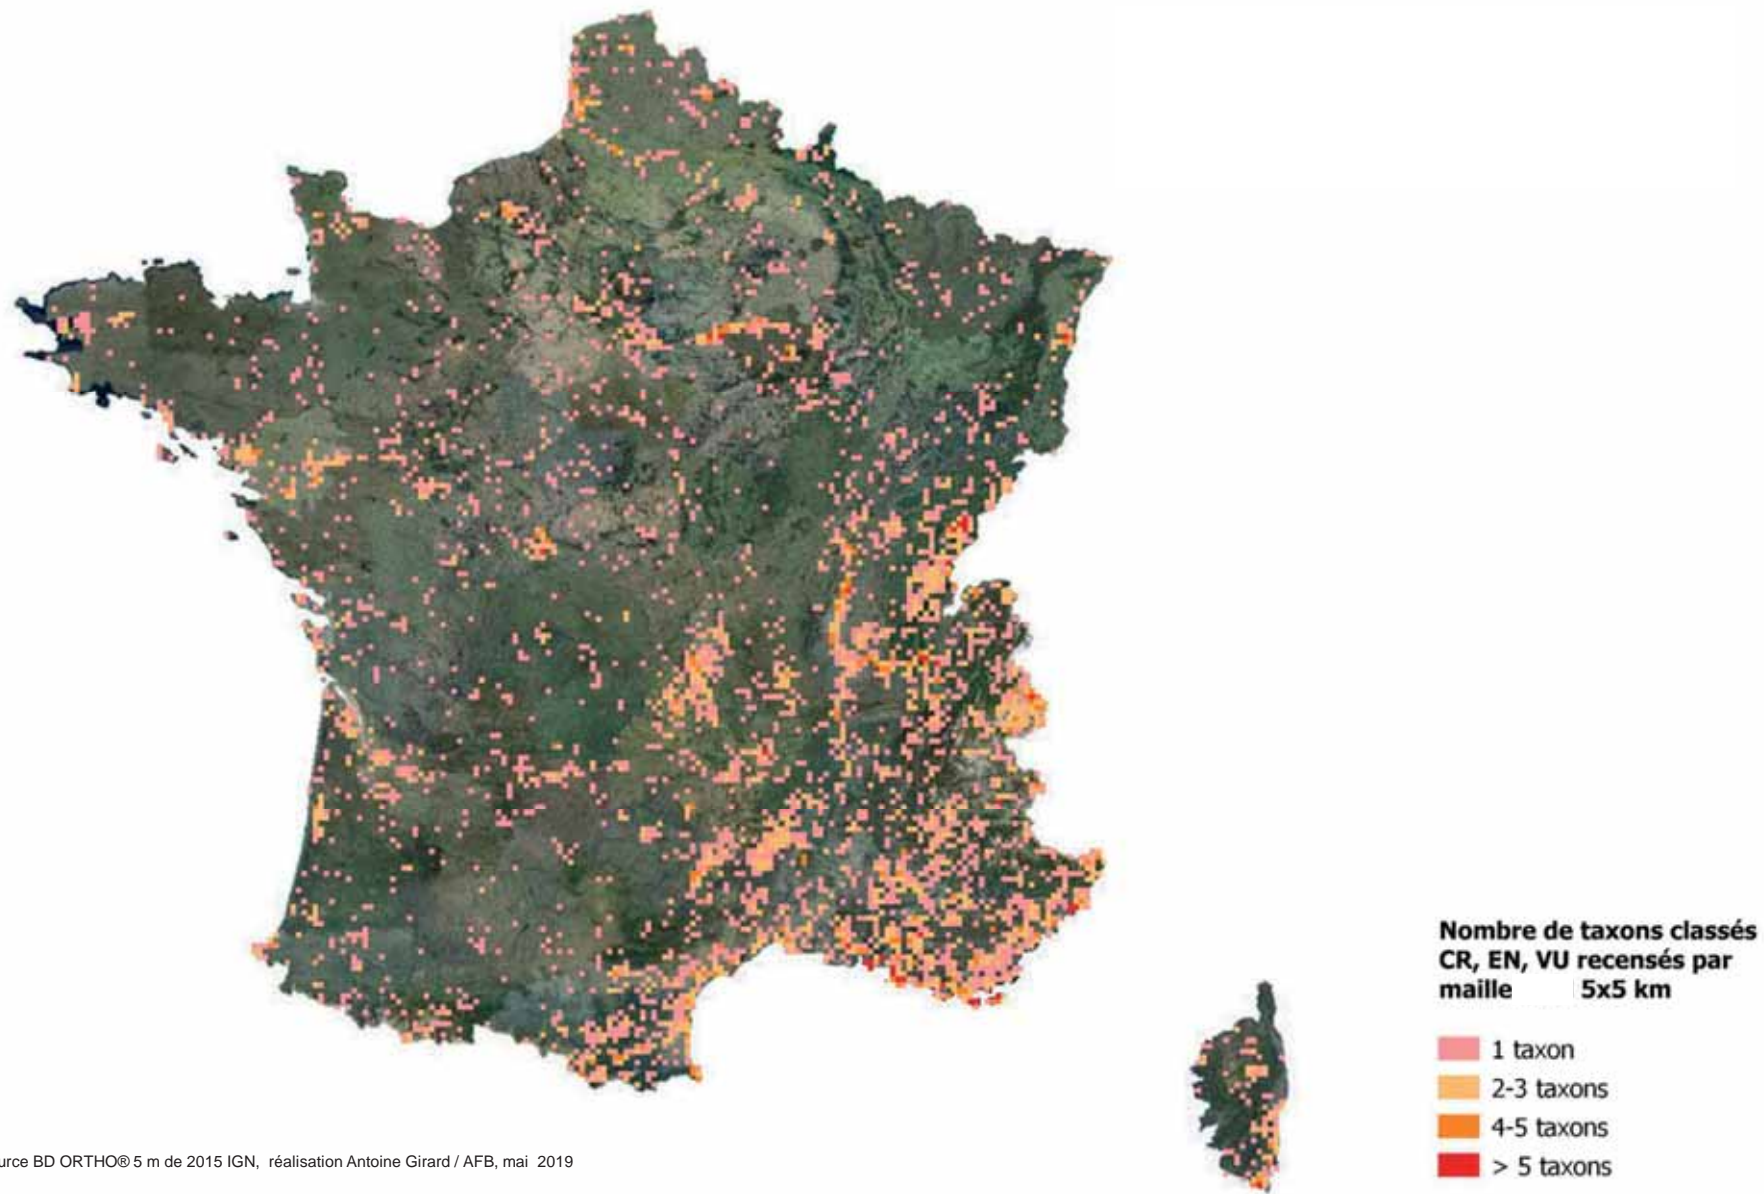 Nombre de taxons classés
CR, EN, VU recensés par
maille 5x5 km
1 taxon
2-3 taxons
4-5 taxons
> 5 taxons
urce BD ORTHO® 5 m de 2015 IGN, réalisation Antoine Girard / AFB, mai 2019